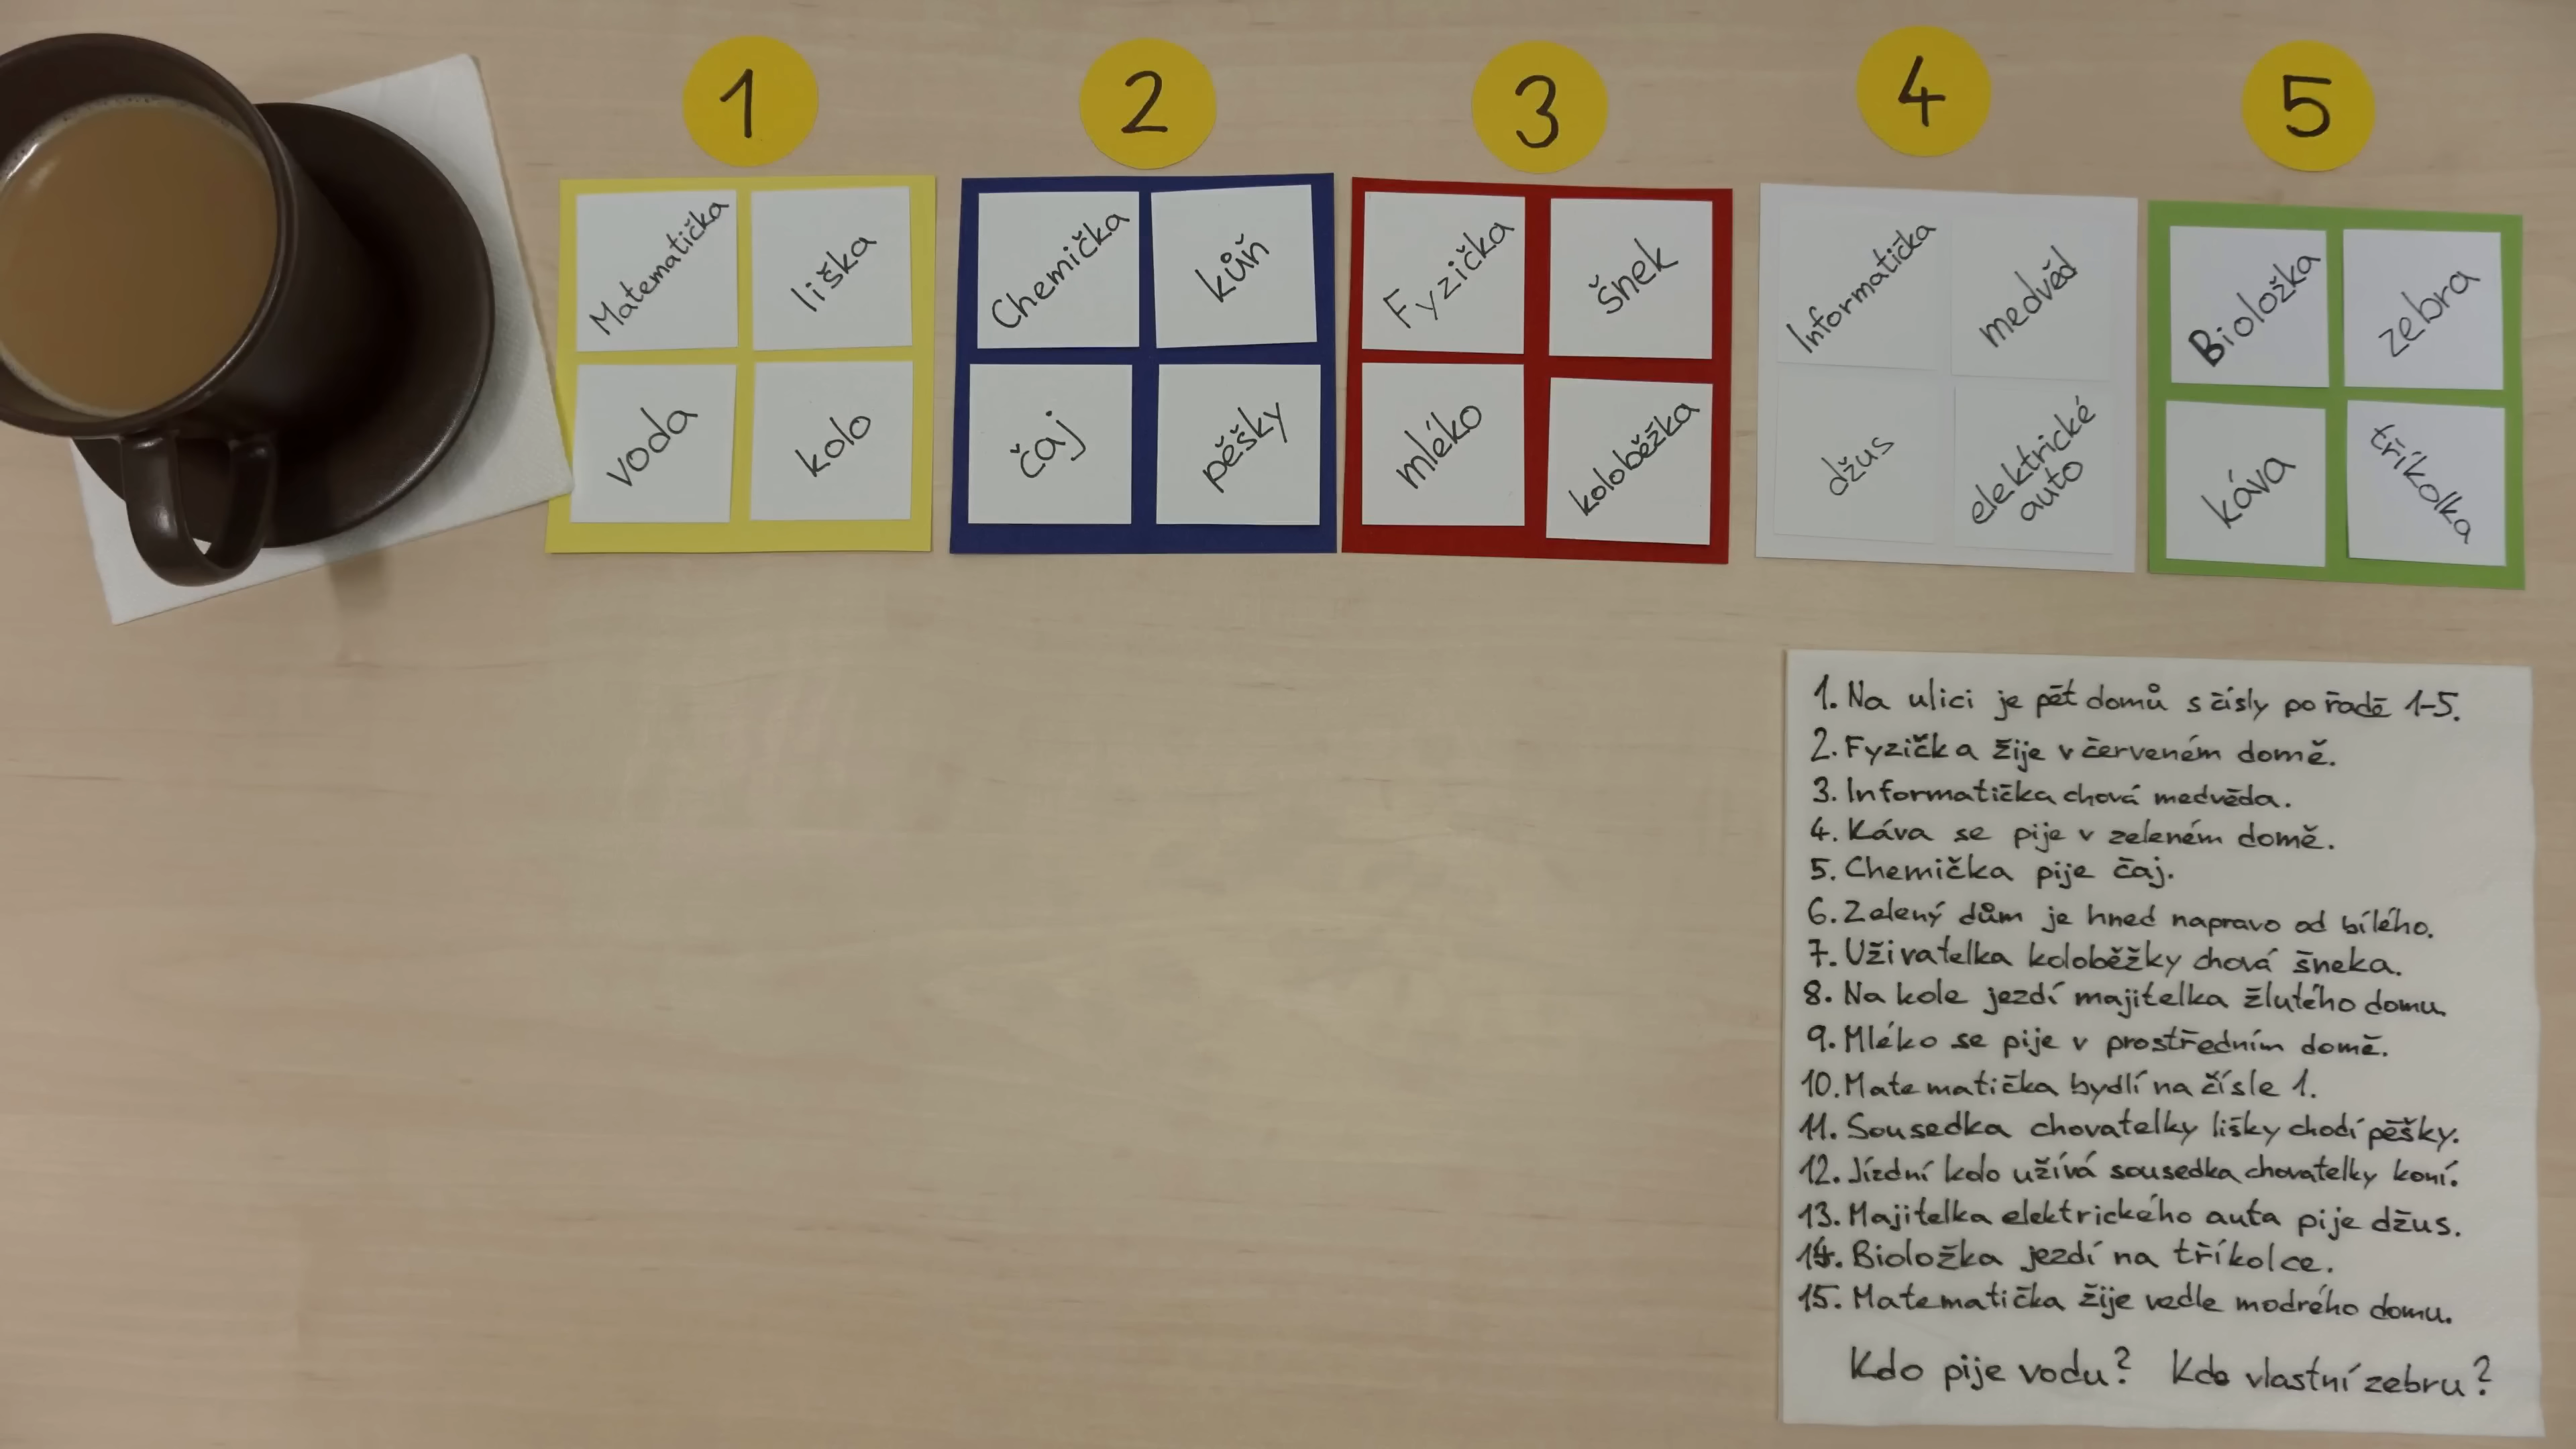 1
2
3
4
5
Matematička
liška
voda
kolo
Chemička
kůň
čaj
pěšky
Fyzička
šnek
mléko
koloběžka
Informatička
medvěd
džus
elektrické
auto
Bioložka
zebra
káva
tříkolka
1. Na ulici je pět domů s čísly po řadě 1-5.
2. Fyzička žije v červeném domě.
3. Informatička chová medvěda.
4. Káva se pije v zeleném domě.
5. Chemička pije čaj.
6. Zelený dům je hned napravo od bílého.
7. Uživatelka koloběžky chová šneka.
8. Na kole jezdí majitelka žlutého domu.
9. Mléko se pije v prostředním domě.
10. Matematička bydlí na čísle 1.
11. Sousedka chovatelky lišky chodí pěšky.
12. Jízdní kolo užívá sousedka chovatelky koní.
13. Majitelka elektrického auta pije džus.
14. Bioložka jezdí na tříkolce.
15. Matematička žije vedle modrého domu.
Kdo pije vodu? Kdo vlastní zebru?